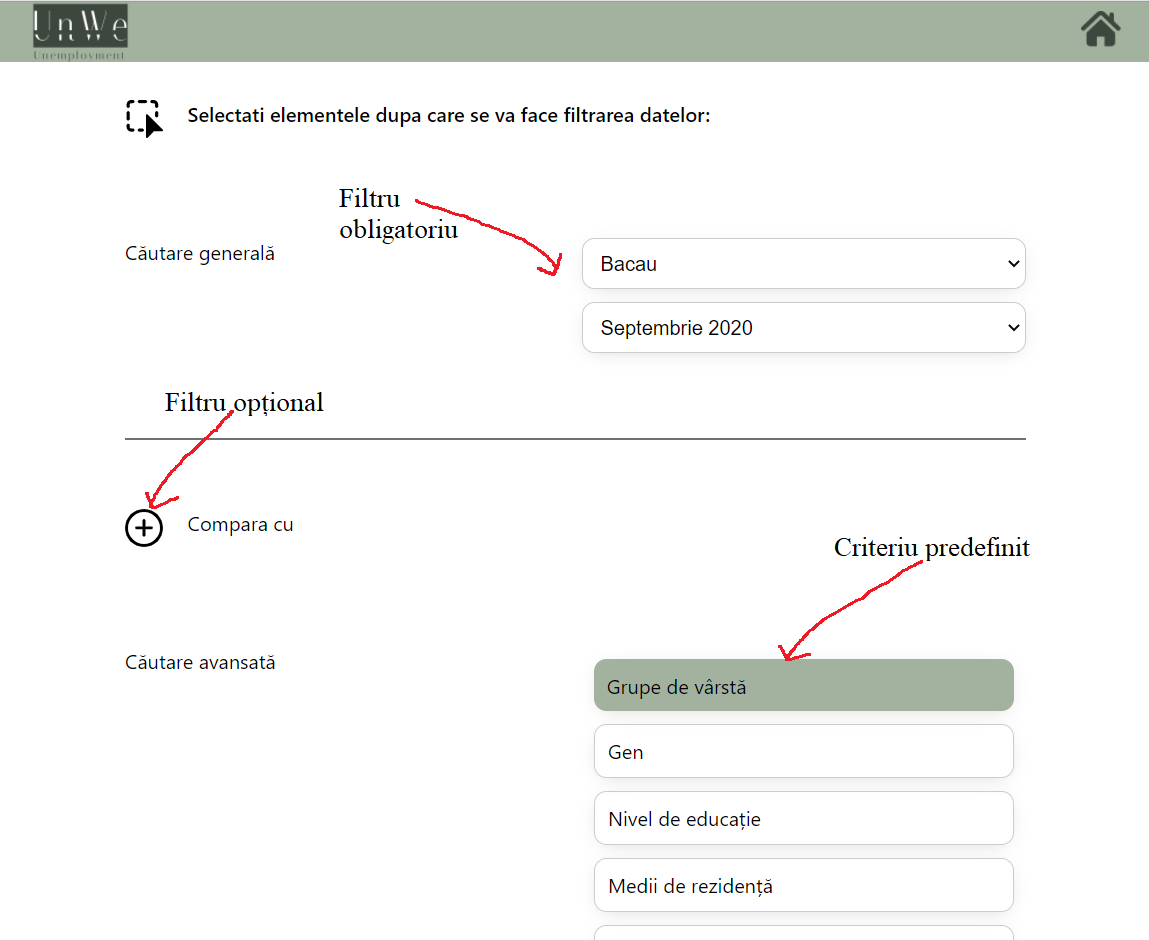 UnWe
Unemployment
Selectati elementele dupa care se va face filtrarea datelor:
Filtru
obligatoriu
Căutare generală
Bacau
Septembrie 2020
Filtru opțional
Compara cu
Criteriu predefinit
Căutare avansată
Grupe de vârstă
Gen
Nivel de educație
Medii de rezidență